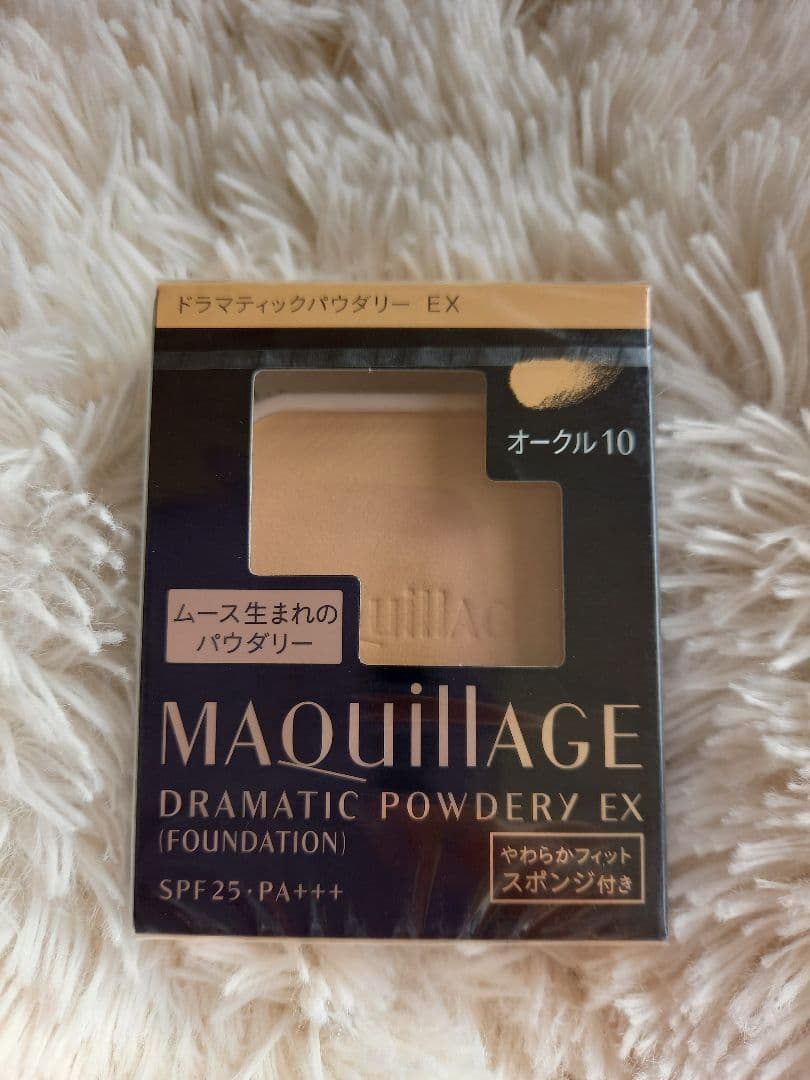 ドラマティックパウダリー EX
オークル10
quillAG
ムース生まれの
パウダリー
MAQuillAGE
DRAMATIC POWDERY EX
(FOUNDATION)
SPF25・PA+++
やわらかフィット
スポンジ付き